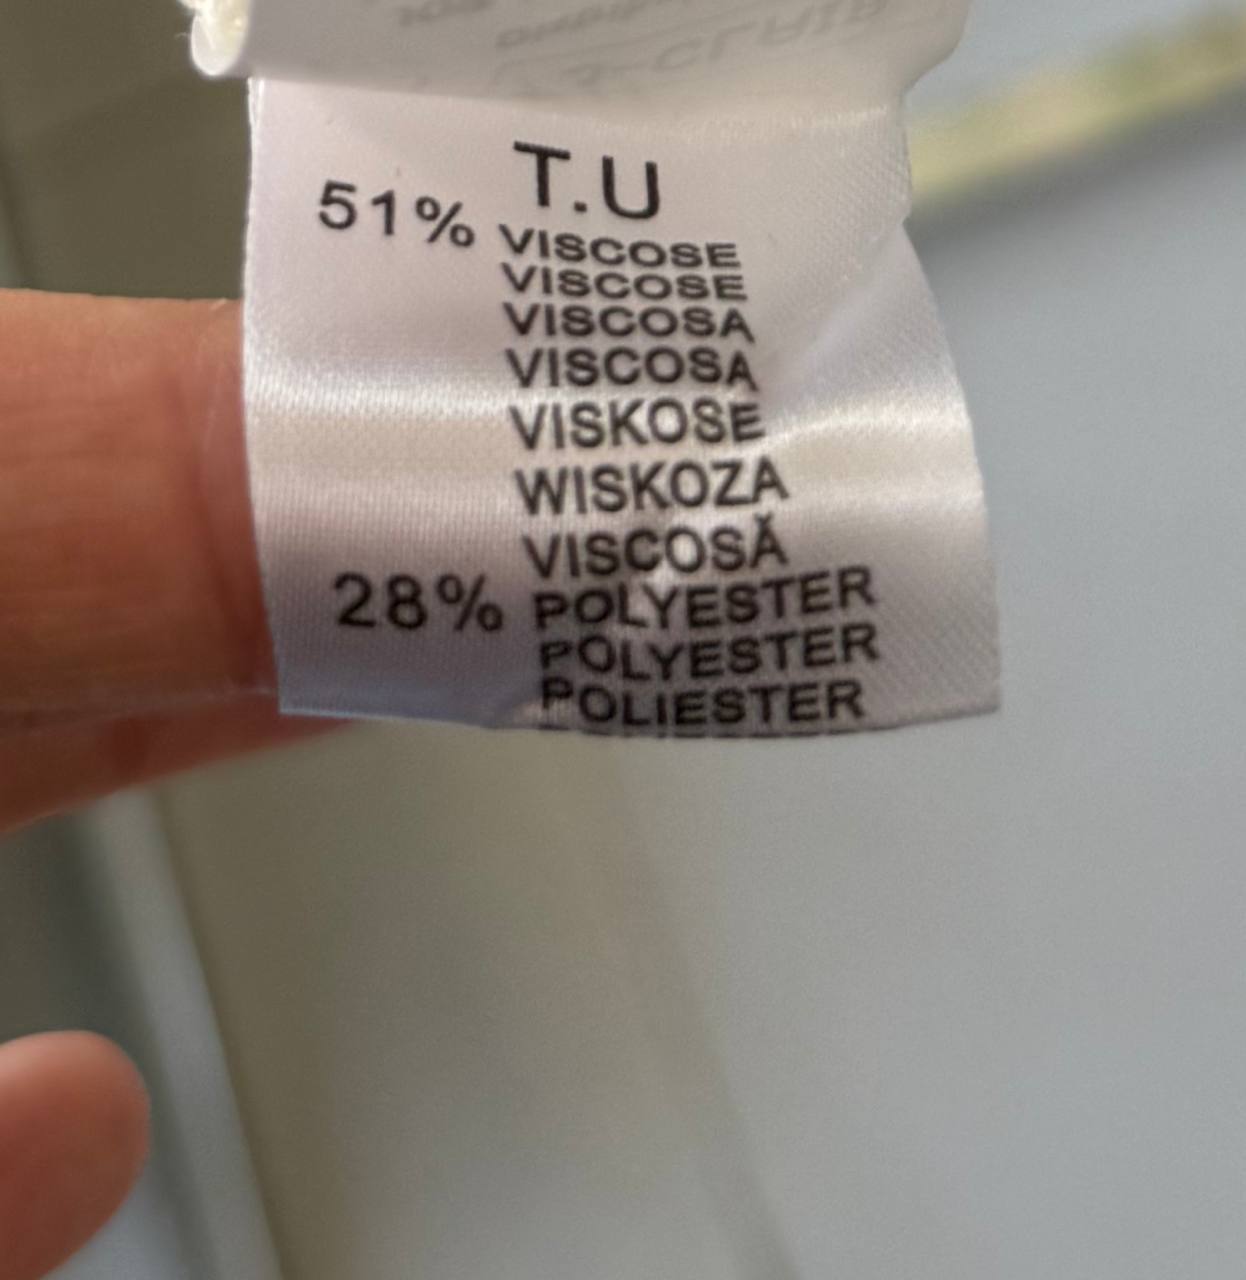 T.U
51% VISCOSE
VISCOSE
VISCOSA
VISCOSA
VISKOSE
WISKOZA
VISCOSĂ
28% POLYESTER
POLYESTER
POLIESTER